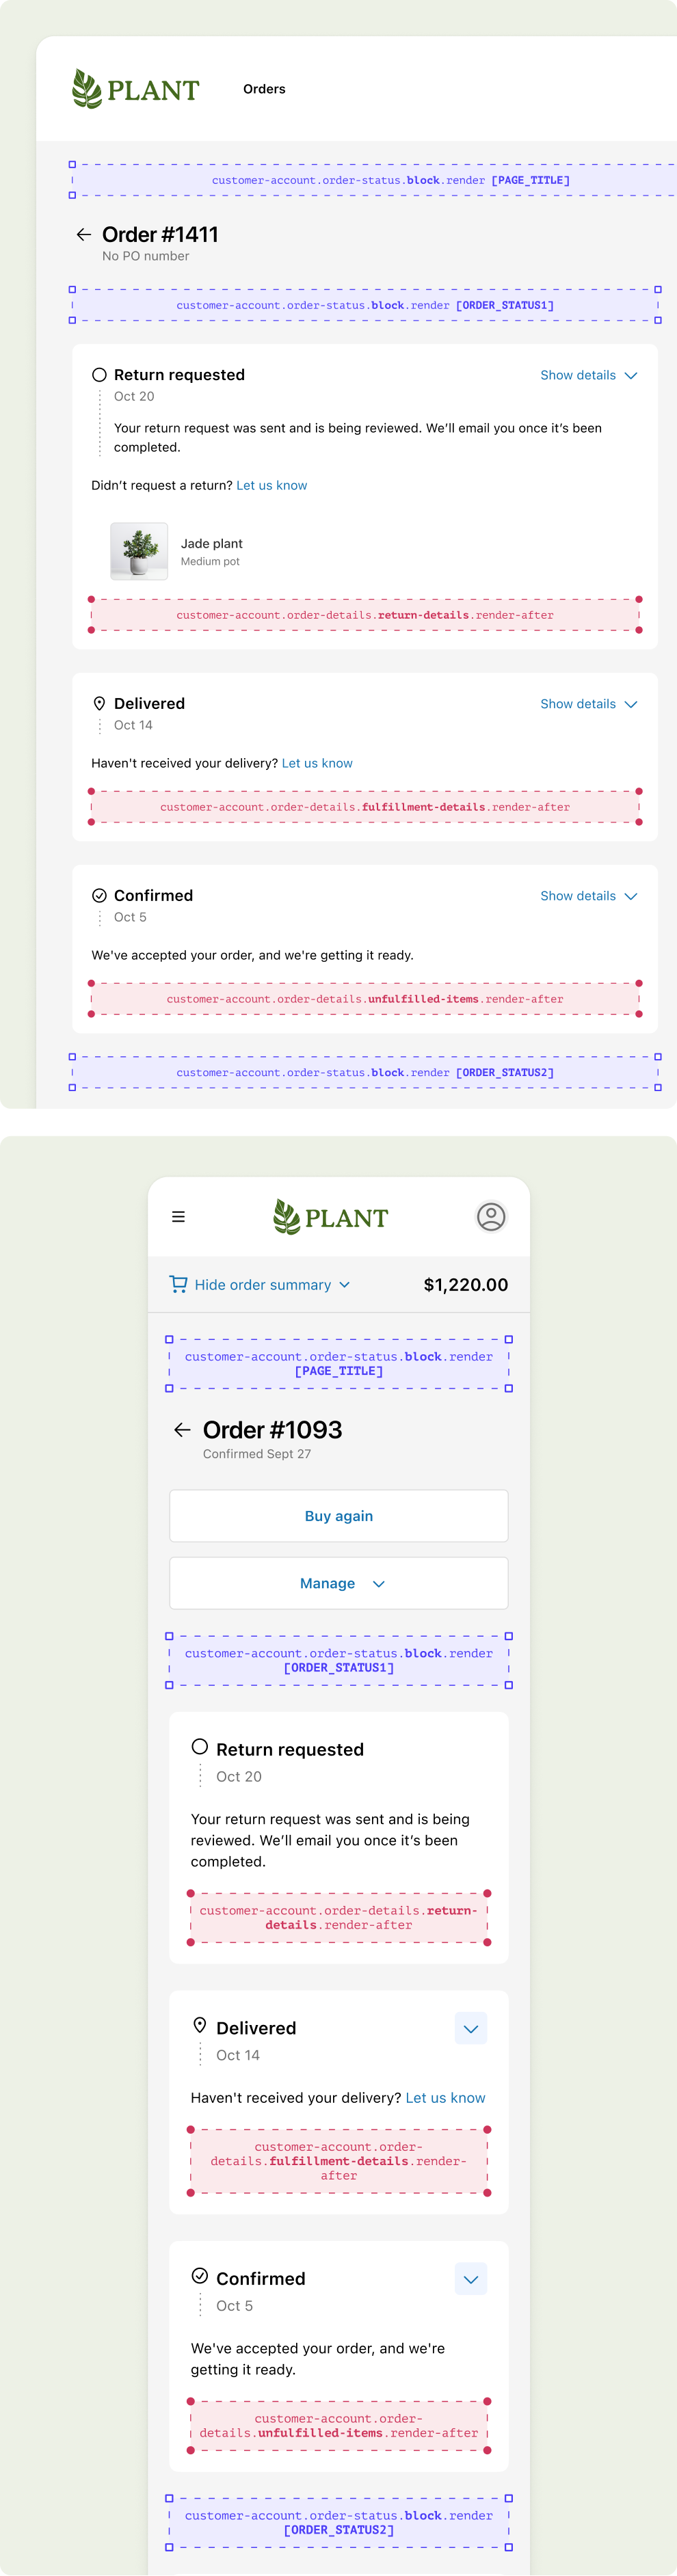 PLANT
Orders
customer-account.order-status.block.render [PAGE_TITLE]
Order #1411
No PO number
customer-account.order-status.block.render [ORDER_STATUS1]
Return requested
Show details
Oct 20
Your return request was sent and is being reviewed. We’ll email you once it’s been
completed.
Didn’t request a return? Let us know
Jade plant
Medium pot
customer-account.order-details.return-details.render-after
Delivered
Show details
Oct 14
Haven't received your delivery? Let us know
customer-account.order-details.fulfillment-details.render-after
Confirmed
Show details
Oct 5
We've accepted your order, and we're getting it ready.
customer-account.order-details.unfulfilled-items.render-after
customer-account.order-status.block.render [ORDER_STATUS2]
PLANT
Hide order summary
$1,220.00
customer-account.order-status.block.render
[PAGE_TITLE]
Order #1093
Confirmed Sept 27
Buy again
Manage
customer-account.order-status.block.render
[ORDER_STATUS1]
Return requested
Oct 20
Your return request was sent and is being
reviewed. We’ll email you once it’s been
completed.
customer-account.order-details.return-
details.render-after
Delivered
Oct 14
Haven't received your delivery? Let us know
customer-account.order-
details.fulfillment-details.render-
after
Confirmed
Oct 5
We've accepted your order, and we're
getting it ready.
customer-account.order-
details.unfulfilled-items.render-after
customer-account.order-status.block.render
[ORDER_STATUS2]